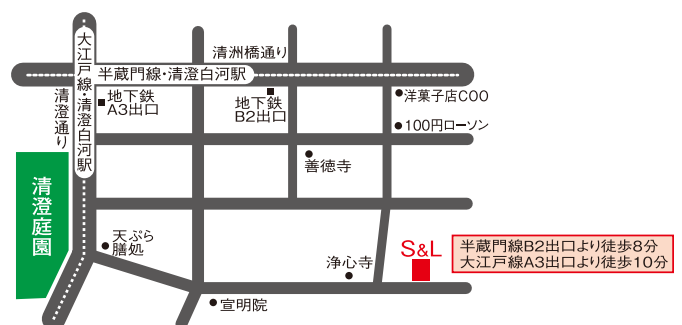 清洲橋通り
大江戸線・清澄白河駅
半蔵門線・清澄白河駅
清澄通り
地下鉄
A3出口
地下鉄
B2出口
洋菓子店COO
100円ローソン
善徳寺
清澄庭園
天ぷら
膳処
浄心寺
S&L
半蔵門線B2出口より徒歩8分
大江戸線A3出口より徒歩10分
宣明院